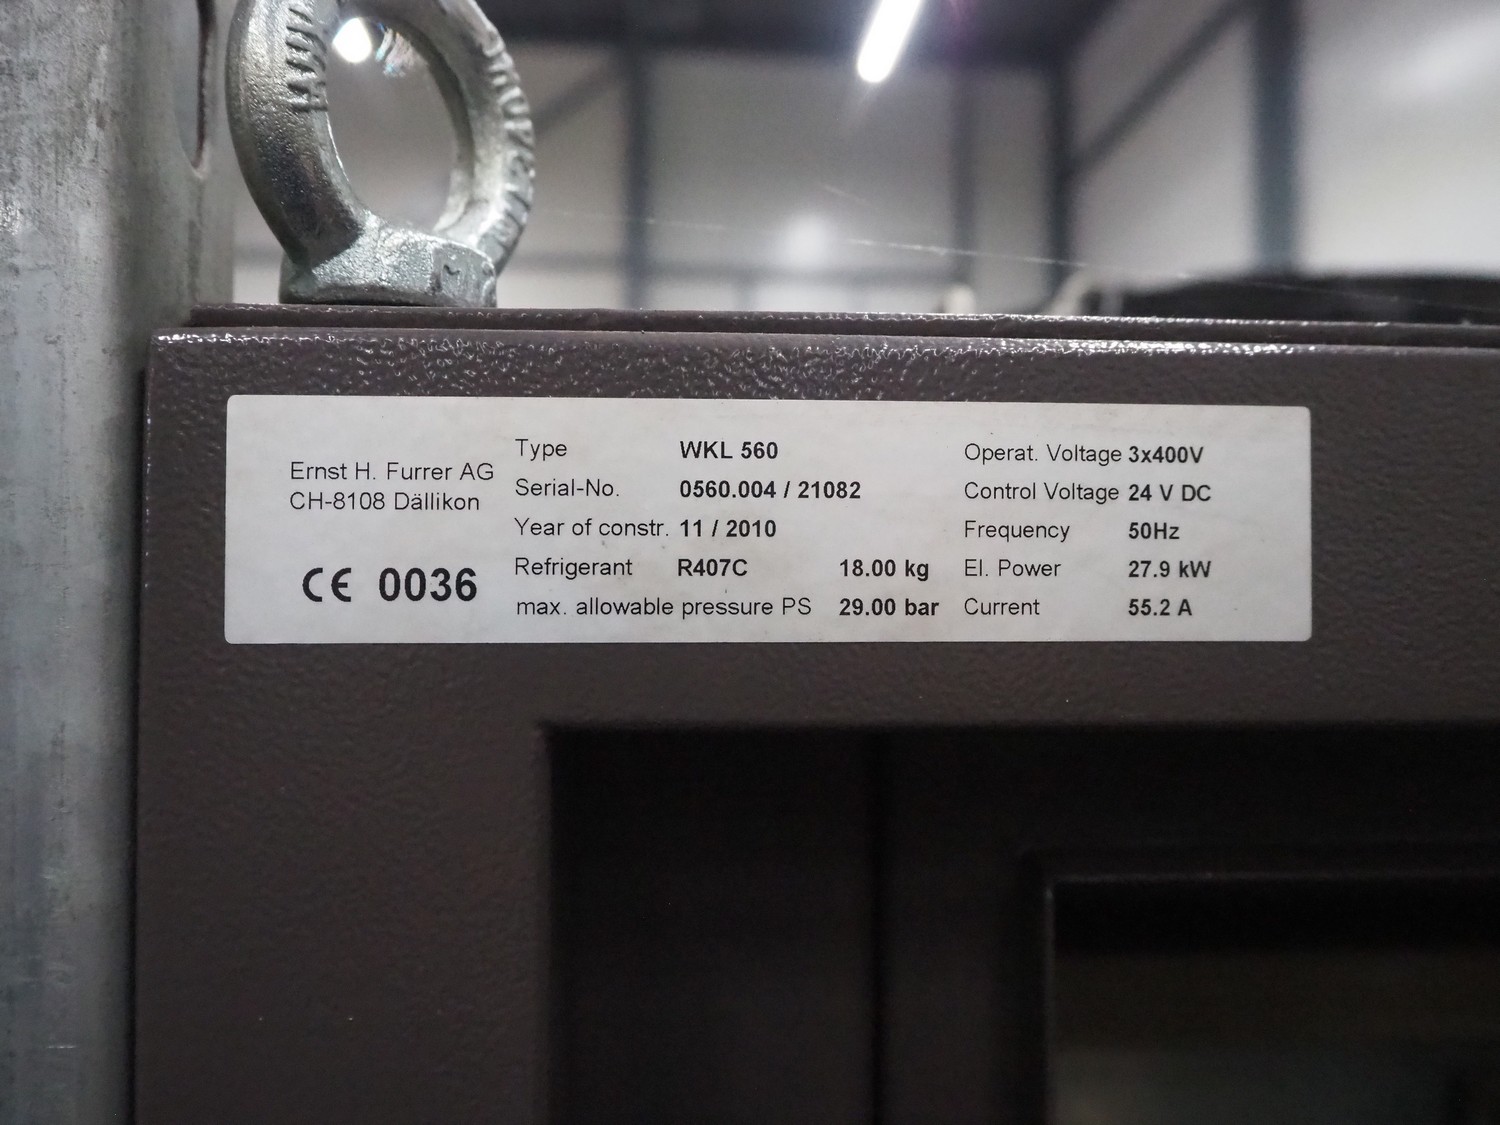 Ernst H. Furrer AG
CH-8108 Dällikon
CE 0036
Type WKL 560
Serial-No. 0560.004 / 21082
Year of constr. 11 / 2010
Refrigerant R407C 18.00 kg
max. allowable pressure PS 29.00 bar
Operat. Voltage 3x400V
Control Voltage 24 V DC
Frequency 50Hz
El. Power 27.9 kW
Current 55.2 A